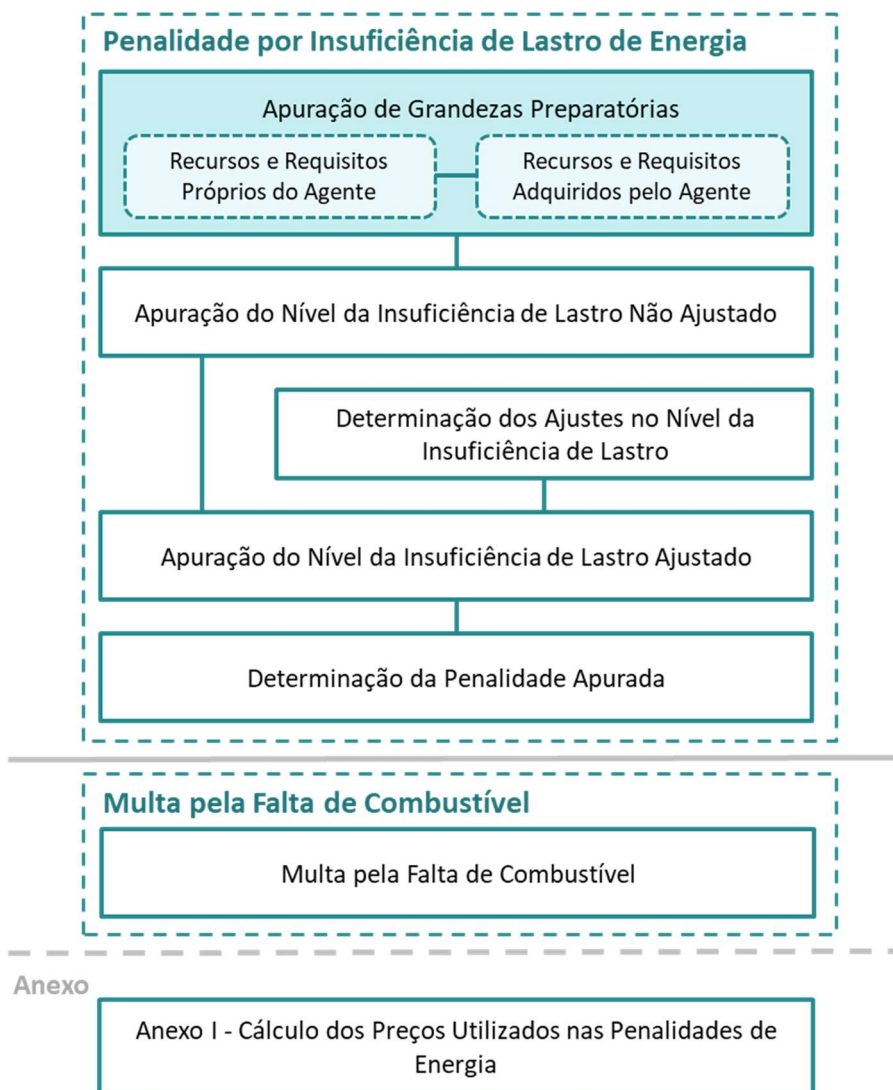 Penalidade por Insuficiência de Lastro de Energia
Apuração de Grandezas Preparatórias
Recursos e Requisitos
Próprios do Agente
Recursos e Requisitos
Adquiridos pelo Agente
Apuração do Nível da Insuficiência de Lastro Não Ajustado
Determinação dos Ajustes no Nível da
Insuficiência de Lastro
Apuração do Nível da Insuficiência de Lastro Ajustado
Determinação da Penalidade Apurada
Multa pela Falta de Combustível
Multa pela Falta de Combustível
Anexo
Anexo I - Cálculo dos Preços Utilizados nas Penalidades de
Energia